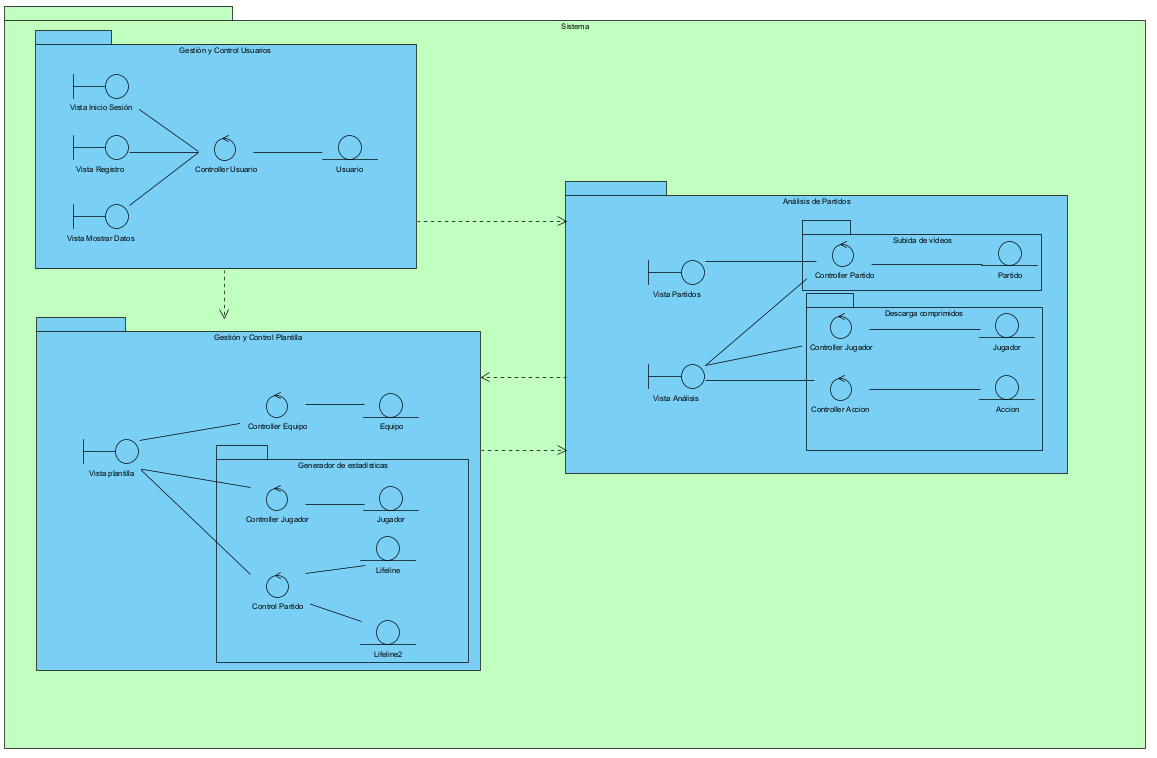 Sistema
Gestión y Control Usuarios
Vista Inicio Sesión
Vista Registro
Controller Usuario
Usuario
Vista Mostrar Datos
Análisis de Partidos
Subida de vídeos
Controller Partido
Partido
Vista Partidos
Descarga comprimidos
Controller Jugador
Jugador
Vista Análisis
Controller Accion
Accion
Gestión y Control Plantilla
Controller Equipo
Equipo
Vista plantilla
Generador de estadísticas
Controller Jugador
Jugador
Lifeline
Control Partido
Lifeline2